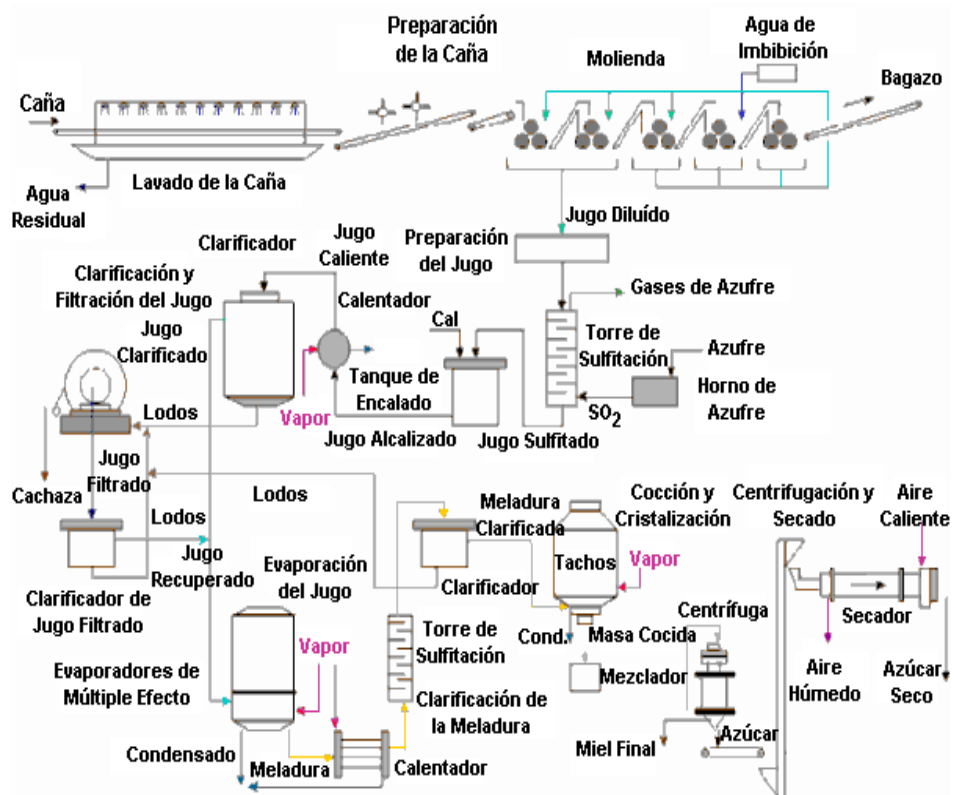 Preparación
de la Caña
Agua de
Imbibición
Molienda
Bagazo
Caña
Lavado de la Caña
Agua
Residual
Jugo Diluído
Preparación
del Jugo
Clarificador
Jugo
Caliente
Clarificación y
Filtración del Jugo
Calentador
Gases de Azufre
Jugo
Clarificado
Cal
Torre de
Sulfitación
Azufre
Tanque de
Encalado
Horno de
Azufre
SO2
Lodos
Vapor
Jugo Alcalizado
Jugo Sulfitado
Jugo
Filtrado
Cachaza
Lodos
Lodos
Jugo
Recuperado
Clarificador de
Jugo Filtrado
Meladura
Clarificada
Cocción y
Cristalización
Centrifugación y
Secado
Aire
Caliente
Tachos
Vapor
Clarificador
Evaporación
del Jugo
Secador
Centrífuga
Cond.
Masa Cocida
Torre de
Sulfitación
Vapor
Mezclador
Aire
Húmedo
Azúcar
Seco
Evaporadores de
Múltiple Efecto
Clarificación de
la Meladura
Miel Final
Azúcar
Condensado
Meladura
Calentador